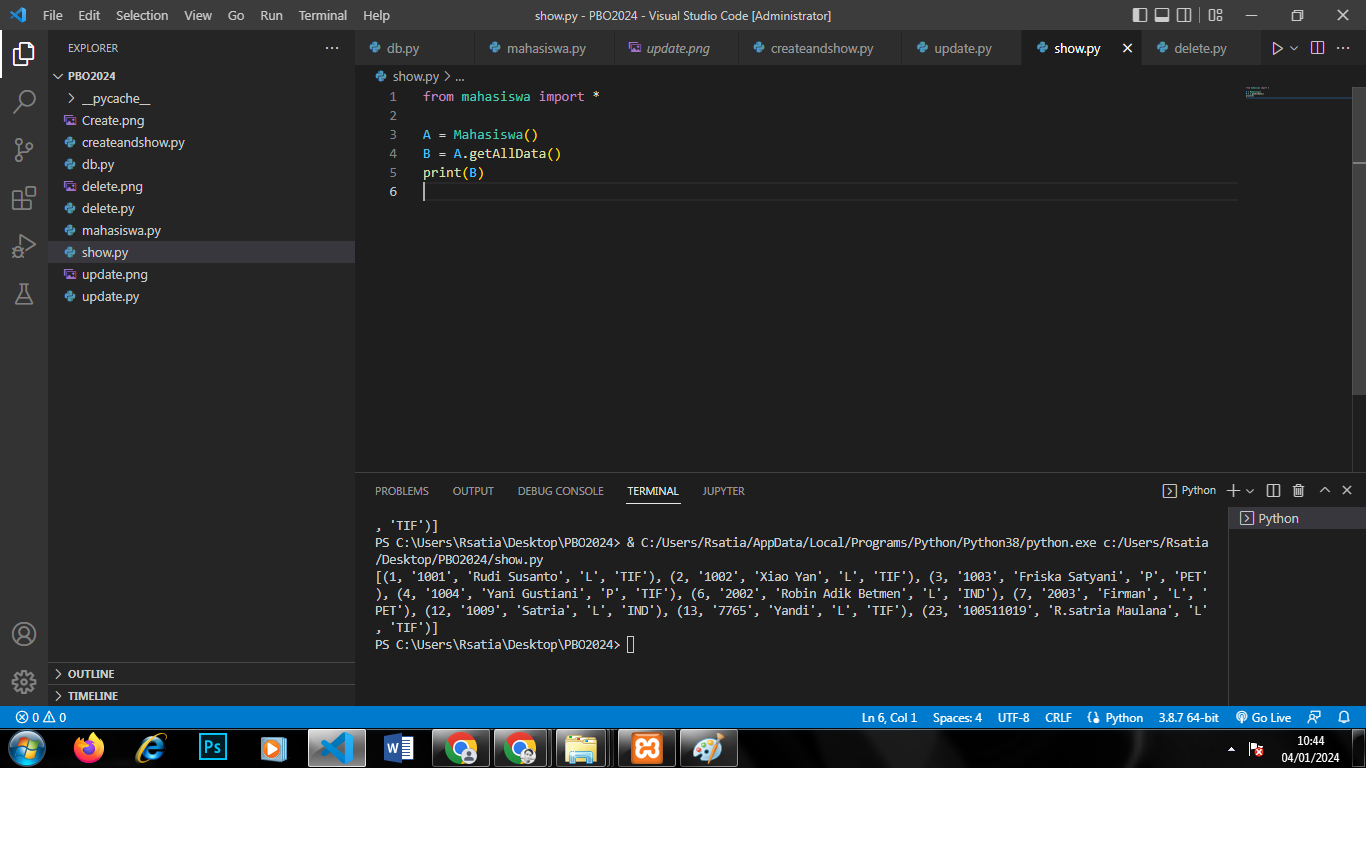 File Edit Selection View Go Run Terminal Help show.py - PBO2024 - Visual Studio Code [Administrator]
EXPLORER ...
PBO2024
__pycache__
Create.png
createandshow.py
db.py
delete.png
delete.py
mahasiswa.py
show.py
update.png
update.py
OUTLINE
TIMELINE
db.py mahasiswa.py update.png createandshow.py update.py show.py delete.py ...
show.py > ...
1 from mahasiswa import *
2
3 A = Mahasiswa()
4 B = A.getAllData()
5 print(B)
6
PROBLEMS OUTPUT DEBUG CONSOLE TERMINAL JUPYTER Python
Python
, 'TIF')]
PS C:\Users\Rsatia\Desktop\PBO2024> & C:/Users/Rsatia/AppData/Local/Programs/Python/Python38/python.exe c:/Users/Rsatia
/Desktop/PBO2024/show.py
[(1, '1001', 'Rudi Susanto', 'L', 'TIF'), (2, '1002', 'Xiao Yan', 'L', 'TIF'), (3, '1003', 'Friska Satyani', 'P', 'PET'
), (4, '1004', 'Yani Gustiani', 'P', 'TIF'), (6, '2002', 'Robin Adik Betmen', 'L', 'IND'), (7, '2003', 'Firman', 'L', '
PET'), (12, '1009', 'Satria', 'L', 'IND'), (13, '7765', 'Yandi', 'L', 'TIF'), (23, '100511019', 'R.satria Maulana', 'L'
, 'TIF')]
PS C:\Users\Rsatia\Desktop\PBO2024>
0 0 Ln 6, Col 1 Spaces: 4 UTF-8 CRLF Python 3.8.7 64-bit Go Live
Ps W 10:44
04/01/2024